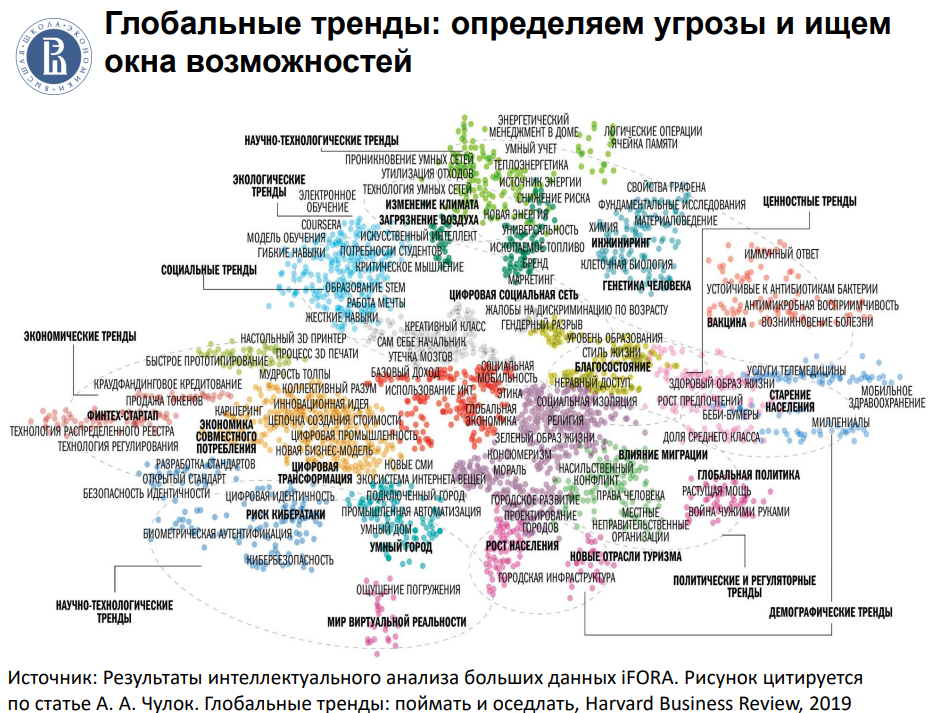 Глобальные тренды: определяем угрозы и ищем
окна возможностей
ВЫСШАЯ ШКОЛА ЭКОНОМИКИ
ЭНЕРГЕТИЧЕСКИЙ
МЕНЕДЖМЕНТ В ДОМЕ
ЛОГИЧЕСКИЕ ОПЕРАЦИИ
ЯЧЕЙКА ПАМЯТИ
НАУЧНО-ТЕХНОЛОГИЧЕСКИЕ ТРЕНДЫ
УМНЫЙ УЧЕТ
ПРОНИКНОВЕНИЕ УМНЫХ СЕТЕЙ
ТЕПЛОЭНЕРГЕТИКА
УТИЛИЗАЦИЯ ОТХОДОВ
ЭКОЛОГИЧЕСКИЕ
ТРЕНДЫ
ИСТОЧНИК ЭНЕРГИИ
ТЕХНОЛОГИЯ УМНЫХ СЕТЕЙ
СВОЙСТВА ГРАФЕНА
ЭЛЕКТРОННОЕ
ОБУЧЕНИЕ
СНИЖЕНИЕ РИСКА
ИЗМЕНЕНИЕ КЛИМАТА
ФУНДАМЕНТАЛЬНЫЕ ИССЛЕДОВАНИЯ
ЦЕННОСТНЫЕ ТРЕНДЫ
ЗАГРЯЗНЕНИЕ ВОЗДУХА
НОВАЯ ЭНЕРГИЯ
МАТЕРИАЛОВЕДЕНИЕ
COURSERA
ХИМИЯ
УНИВЕРСАЛЬНОСТЬ
МОДЕЛЬ ОБУЧЕНИЯ
ИСКУССТВЕННЫЙ ИНТЕЛЛЕКТ
ИНЖИНИРИНГ
ИСКОПАЕМОЕ ТОПЛИВО
ГИБКИЕ НАВЫКИ
ПОТРЕБНОСТИ СТУДЕНТОВ
ИММУННЫЙ ОТВЕТ
БРЕНД
КЛЕТОЧНАЯ БИОЛОГИЯ
СОЦИАЛЬНЫЕ ТРЕНДЫ
КРИТИЧЕСКОЕ МЫШЛЕНИЕ
МАРКЕТИНГ
ГЕНЕТИКА ЧЕЛОВЕКА
ОБРАЗОВАНИЕ STEM
УСТОЙЧИВЫЕ К АНТИБИОТИКАМ БАКТЕРИИ
ЦИФРОВАЯ СОЦИАЛЬНАЯ СЕТЬ
РАБОТА МЕЧТЫ
АНТИМИКРОБНАЯ ВОСПРИИМЧИВОСТЬ
ЖАЛОБЫ НА ДИСКРИМИНАЦИЮ ПО ВОЗРАСТУ
ЖЕСТКИЕ НАВЫКИ
ВАКЦИНА
ВОЗНИКНОВЕНИЕ БОЛЕЗНИ
КРЕАТИВНЫЙ КЛАСС
ГЕНДЕРНЫЙ РАЗРЫВ
ЭКОНОМИЧЕСКИЕ ТРЕНДЫ
НАСТОЛЬНЫЙ 3D ПРИНТЕР
САМ СЕБЕ НАЧАЛЬНИК
УРОВЕНЬ ОБРАЗОВАНИЯ
БЫСТРОЕ ПРОТОТИПИРОВАНИЕ
ПРОЦЕСС 3D ПЕЧАТИ
УТЕЧКА МОЗГОВ
СТИЛЬ ЖИЗНИ
МУДРОСТЬ ТОЛПЫ
БАЗОВЫЙ ДОХОД
СОЦИАЛЬНАЯ
МОБИЛЬНОСТЬ
БЛАГОСОСТОЯНИЕ
УСЛУГИ ТЕЛЕМЕДИЦИНЫ
КРАУДФАНДИНГОВОЕ КРЕДИТОВАНИЕ
КОЛЛЕКТИВНЫЙ РАЗУМ
ИСПОЛЬЗОВАНИЕ ИКТ
НЕРАВНЫЙ ДОСТУП
ЗДОРОВЫЙ ОБРАЗ ЖИЗНИ
МОБИЛЬНОЕ
ЗДРАВООХРАНЕНИЕ
ПРОДАЖА ТОКЕНОВ
ИННОВАЦИОННАЯ ИДЕЯ
ЭТИКА
СОЦИАЛЬНАЯ ИЗОЛЯЦИЯ
РОСТ ПРЕДПОЧТЕНИЙ
СТАРЕНИЕ
НАСЕЛЕНИЯ
ФИНТЕХ-СТАРТАП
КАРШЕРИНГ
ЦЕПОЧКА СОЗДАНИЯ СТОИМОСТИ
ГЛОБАЛЬНАЯ
ЭКОНОМИКА
РЕЛИГИЯ
БЕБИ-БУМЕРЫ
МИЛЛЕНИАЛЫ
ТЕХНОЛОГИЯ РАСПРЕДЕЛЕННОГО РЕЕСТРА
ЭКОНОМИКА
СОВМЕСТНОГО
ПОТРЕБЛЕНИЯ
ЦИФРОВАЯ ПРОМЫШЛЕННОСТЬ
ЗЕЛЕНЫЙ ОБРАЗ ЖИЗНИ
ДОЛЯ СРЕДНЕГО КЛАССА
ТЕХНОЛОГИЯ РЕГУЛИРОВАНИЯ
НОВАЯ БИЗНЕС-МОДЕЛЬ
КОНСЮМЕРИЗМ
ВЛИЯНИЕ МИГРАЦИИ
РАЗРАБОТКА СТАНДАРТОВ
ЦИФРОВАЯ
ТРАНСФОРМАЦИЯ
НОВЫЕ СМИ
МОРАЛЬ
НАСИЛЬСТВЕННЫЙ
КОНФЛИКТ
ГЛОБАЛЬНАЯ ПОЛИТИКА
ОТКРЫТЫЙ СТАНДАРТ
ЭКОСИСТЕМА ИНТЕРНЕТА ВЕЩЕЙ
БЕЗОПАСНОСТЬ ИДЕНТИЧНОСТИ
ЦИФРОВАЯ ИДЕНТИЧНОСТЬ
ПОДКЛЮЧЕННЫЙ ГОРОД
ГОРОДСКОЕ РАЗВИТИЕ
ПРАВА ЧЕЛОВЕКА
РАСТУЩАЯ МОЩЬ
РИСК КИБЕРАТАКИ
ПРОМЫШЛЕННАЯ АВТОМАТИЗАЦИЯ
ПРОЕКТИРОВАНИЕ
ГОРОДОВ
МЕСТНЫЕ
НЕПРАВИТЕЛЬСТВЕННЫЕ
ОРГАНИЗАЦИИ
ВОЙНА ЧУЖИМИ РУКАМИ
БИОМЕТРИЧЕСКАЯ АУТЕНТИФИКАЦИЯ
УМНЫЙ ДОМ
УМНЫЙ ГОРОД
РОСТ НАСЕЛЕНИЯ
КИБЕРБЕЗОПАСНОСТЬ
НОВЫЕ ОТРАСЛИ ТУРИЗМА
ГОРОДСКАЯ ИНФРАСТРУКТУРА
ПОЛИТИЧЕСКИЕ И РЕГУЛЯТОРНЫЕ
ТРЕНДЫ
ОЩУЩЕНИЕ ПОГРУЖЕНИЯ
НАУЧНО-ТЕХНОЛОГИЧЕСКИЕ
ТРЕНДЫ
ДЕМОГРАФИЧЕСКИЕ ТРЕНДЫ
МИР ВИРТУАЛЬНОЙ РЕАЛЬНОСТИ
Источник: Результаты интеллектуального анализа больших данных iFORA. Рисунок цитируется
по статье А. А. Чулок. Глобальные тренды: поймать и оседлать, Harvard Business Review, 2019